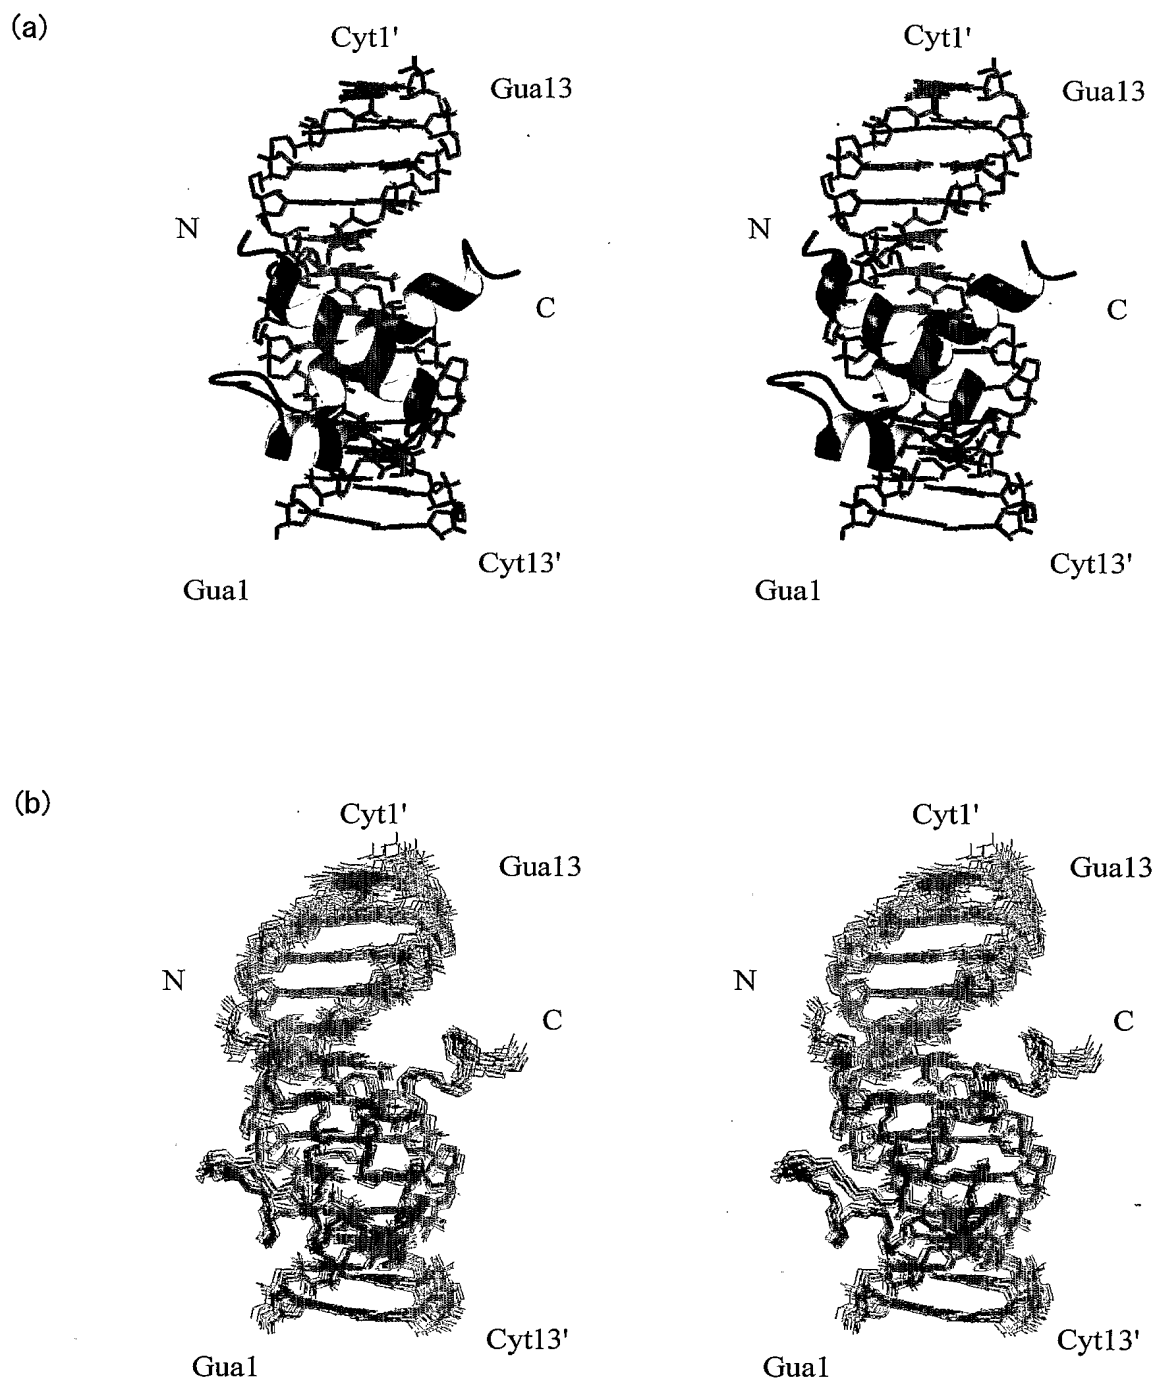 (a)
Cyt1' Cyt1'
Gua13 Gua13
N N
C C
Cyt13' Cyt13'
Gua1 Gua1
(b)
Cyt1' Cyt1'
Gua13 Gua13
N N
C C
Cyt13' Cyt13'
Gua1 Gua1